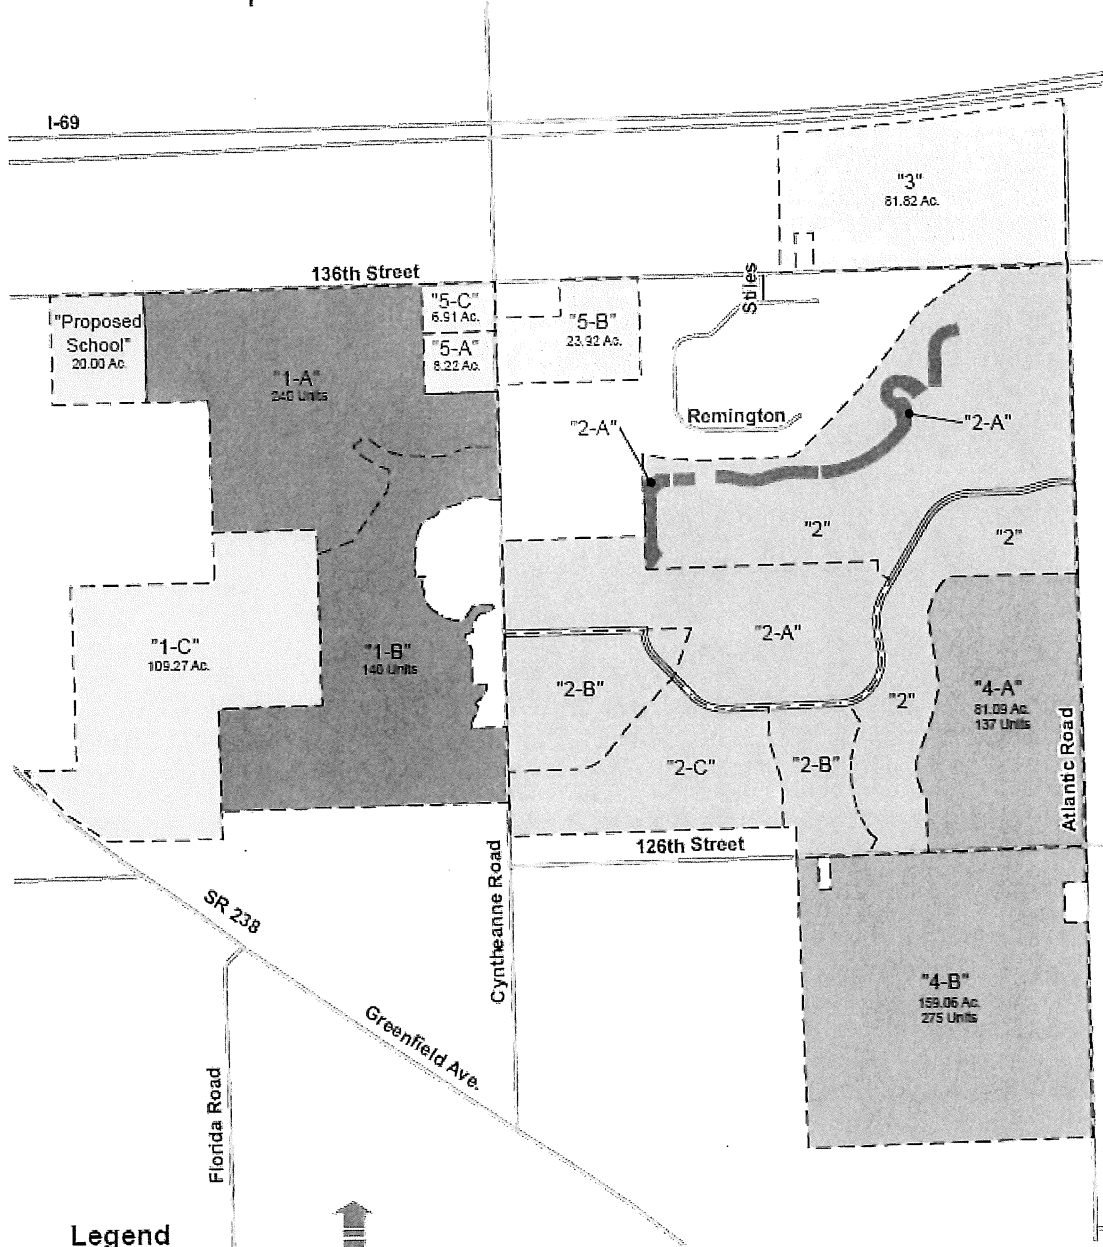 I-69
"3"
81.82 Ac.
136th Street
Stiles
"Proposed
School"
20.00 Ac.
"5-C"
6.91 Ac.
"5-B"
23.92 Ac.
"5-A"
8.22 Ac.
"1-A"
240 Units
Remington
"2-A"
"2-A"
"2"
"2"
"1-C"
109.27 Ac.
"1-B"
140 Units
"2-A"
"2-B"
"2"
"4-A"
81.09 Ac.
137 Units
"2-C"
"2-B"
Atlantic Road
126th Street
Cyntheanne Road
SR 238
"4-B"
159.06 Ac.
275 Units
Greenfield Ave.
Florida Road
Legend